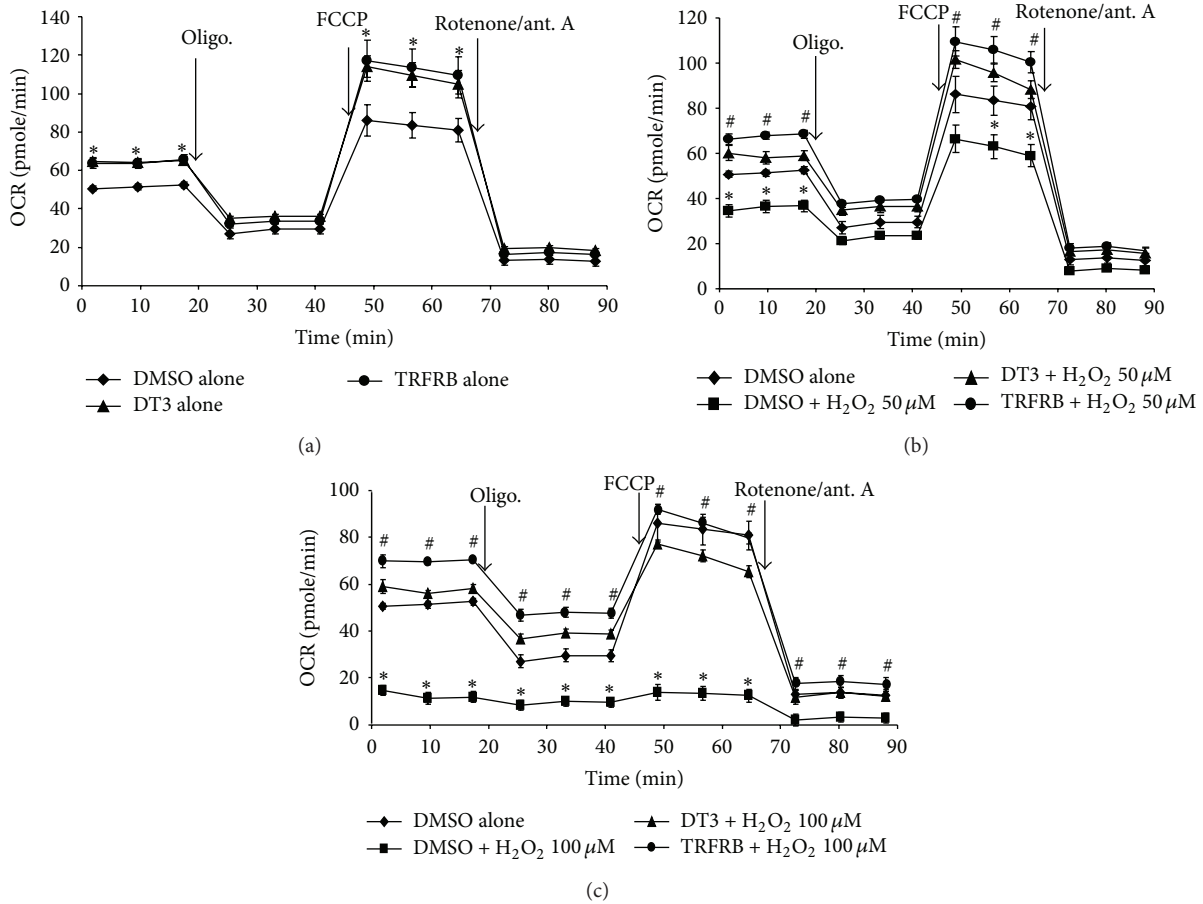 140
120
100
80
60
40
20
0
OCR (pmole/min)
Oligo.
FCCP
Rotenone/ant. A
* * * * * *
0 10 20 30 40 50 60 70 80 90
Time (min)
DMSO alone
DT3 alone
TRFRB alone
(a)
120
100
80
60
40
20
0
OCR (pmole/min)
Oligo.
FCCP
Rotenone/ant. A
# # # # # #
* * * * *
0 10 20 30 40 50 60 70 80 90
Time (min)
DMSO alone
DMSO + H₂O₂ 50 μM
DT3 + H₂O₂ 50 μM
TRFRB + H₂O₂ 50 μM
(b)
100
80
60
40
20
0
OCR (pmole/min)
Oligo.
FCCP
Rotenone/ant. A
# # # # # # # # # # # #
* * * * * * * * *
0 10 20 30 40 50 60 70 80 90
Time (min)
DMSO alone
DMSO + H₂O₂ 100 μM
DT3 + H₂O₂ 100 μM
TRFRB + H₂O₂ 100 μM
(c)